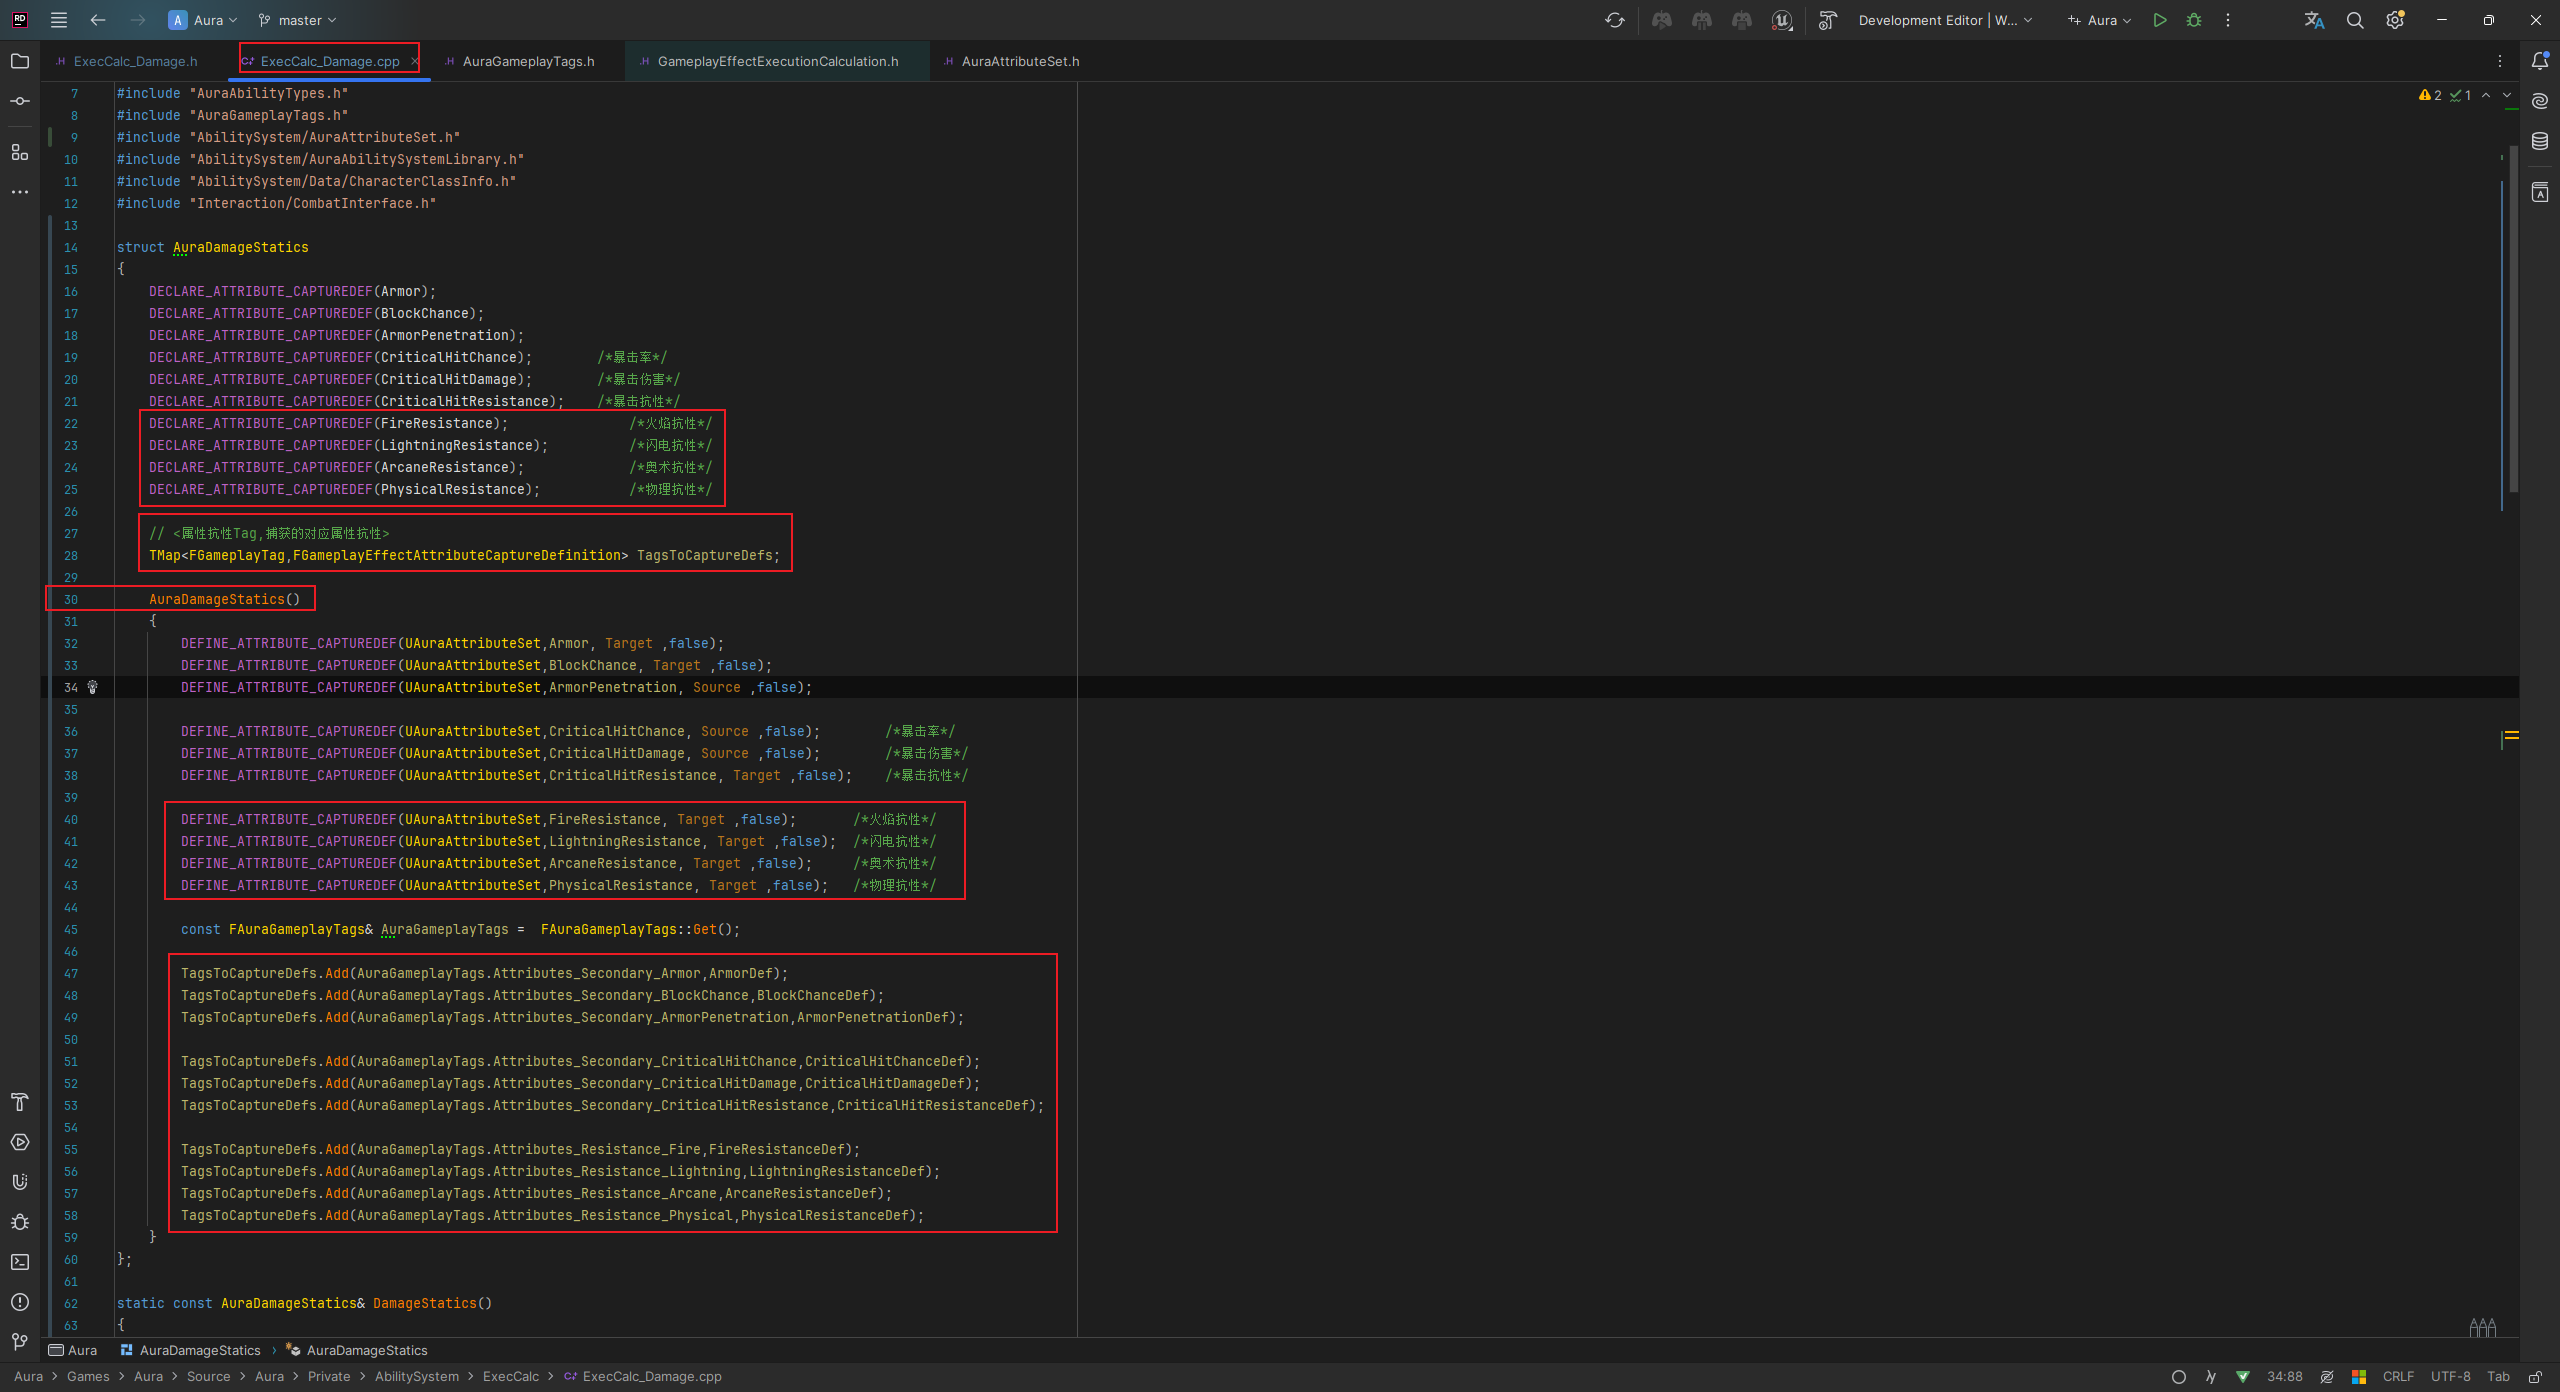 RD A Aura master Development Editor | W... Aura
.H ExecCalc_Damage.h C+ ExecCalc_Damage.cpp × .H AuraGameplayTags.h .H GameplayEffectExecutionCalculation.h .H AuraAttributeSet.h
2 1
7 #include "AuraAbilityTypes.h"
8 #include "AuraGameplayTags.h"
9 #include "AbilitySystem/AuraAttributeSet.h"
10 #include "AbilitySystem/AuraAbilitySystemLibrary.h"
11 #include "AbilitySystem/Data/CharacterClassInfo.h"
12 #include "Interaction/CombatInterface.h"
13
14 struct AuraDamageStatics
15 {
16 DECLARE_ATTRIBUTE_CAPTUREDEF(Armor);
17 DECLARE_ATTRIBUTE_CAPTUREDEF(BlockChance);
18 DECLARE_ATTRIBUTE_CAPTUREDEF(ArmorPenetration);
19 DECLARE_ATTRIBUTE_CAPTUREDEF(CriticalHitChance); /*暴击率*/
20 DECLARE_ATTRIBUTE_CAPTUREDEF(CriticalHitDamage); /*暴击伤害*/
21 DECLARE_ATTRIBUTE_CAPTUREDEF(CriticalHitResistance); /*暴击抗性*/
22 DECLARE_ATTRIBUTE_CAPTUREDEF(FireResistance); /*火焰抗性*/
23 DECLARE_ATTRIBUTE_CAPTUREDEF(LightningResistance); /*闪电抗性*/
24 DECLARE_ATTRIBUTE_CAPTUREDEF(ArcaneResistance); /*奥术抗性*/
25 DECLARE_ATTRIBUTE_CAPTUREDEF(PhysicalResistance); /*物理抗性*/
26
27 // <属性抗性Tag,捕获的对应属性抗性>
28 TMap<FGameplayTag,FGameplayEffectAttributeCaptureDefinition> TagsToCaptureDefs;
29
30 AuraDamageStatics()
31 {
32 DEFINE_ATTRIBUTE_CAPTUREDEF(UAuraAttributeSet,Armor, Target ,false);
33 DEFINE_ATTRIBUTE_CAPTUREDEF(UAuraAttributeSet,BlockChance, Target ,false);
34 DEFINE_ATTRIBUTE_CAPTUREDEF(UAuraAttributeSet,ArmorPenetration, Source ,false);
35
36 DEFINE_ATTRIBUTE_CAPTUREDEF(UAuraAttributeSet,CriticalHitChance, Source ,false); /*暴击率*/
37 DEFINE_ATTRIBUTE_CAPTUREDEF(UAuraAttributeSet,CriticalHitDamage, Source ,false); /*暴击伤害*/
38 DEFINE_ATTRIBUTE_CAPTUREDEF(UAuraAttributeSet,CriticalHitResistance, Target ,false); /*暴击抗性*/
39
40 DEFINE_ATTRIBUTE_CAPTUREDEF(UAuraAttributeSet,FireResistance, Target ,false); /*火焰抗性*/
41 DEFINE_ATTRIBUTE_CAPTUREDEF(UAuraAttributeSet,LightningResistance, Target ,false); /*闪电抗性*/
42 DEFINE_ATTRIBUTE_CAPTUREDEF(UAuraAttributeSet,ArcaneResistance, Target ,false); /*奥术抗性*/
43 DEFINE_ATTRIBUTE_CAPTUREDEF(UAuraAttributeSet,PhysicalResistance, Target ,false); /*物理抗性*/
44
45 const FAuraGameplayTags& AuraGameplayTags = FAuraGameplayTags::Get();
46
47 TagsToCaptureDefs.Add(AuraGameplayTags.Attributes_Secondary_Armor,ArmorDef);
48 TagsToCaptureDefs.Add(AuraGameplayTags.Attributes_Secondary_BlockChance,BlockChanceDef);
49 TagsToCaptureDefs.Add(AuraGameplayTags.Attributes_Secondary_ArmorPenetration,ArmorPenetrationDef);
50
51 TagsToCaptureDefs.Add(AuraGameplayTags.Attributes_Secondary_CriticalHitChance,CriticalHitChanceDef);
52 TagsToCaptureDefs.Add(AuraGameplayTags.Attributes_Secondary_CriticalHitDamage,CriticalHitDamageDef);
53 TagsToCaptureDefs.Add(AuraGameplayTags.Attributes_Secondary_CriticalHitResistance,CriticalHitResistanceDef);
54
55 TagsToCaptureDefs.Add(AuraGameplayTags.Attributes_Resistance_Fire,FireResistanceDef);
56 TagsToCaptureDefs.Add(AuraGameplayTags.Attributes_Resistance_Lightning,LightningResistanceDef);
57 TagsToCaptureDefs.Add(AuraGameplayTags.Attributes_Resistance_Arcane,ArcaneResistanceDef);
58 TagsToCaptureDefs.Add(AuraGameplayTags.Attributes_Resistance_Physical,PhysicalResistanceDef);
59 }
60 };
61
62 static const AuraDamageStatics& DamageStatics()
63 {
Aura AuraDamageStatics › AuraDamageStatics
Aura > Games > Aura > Source > Aura > Private > AbilitySystem > ExecCalc > C+ ExecCalc_Damage.cpp 34:88 CRLF UTF-8 Tab